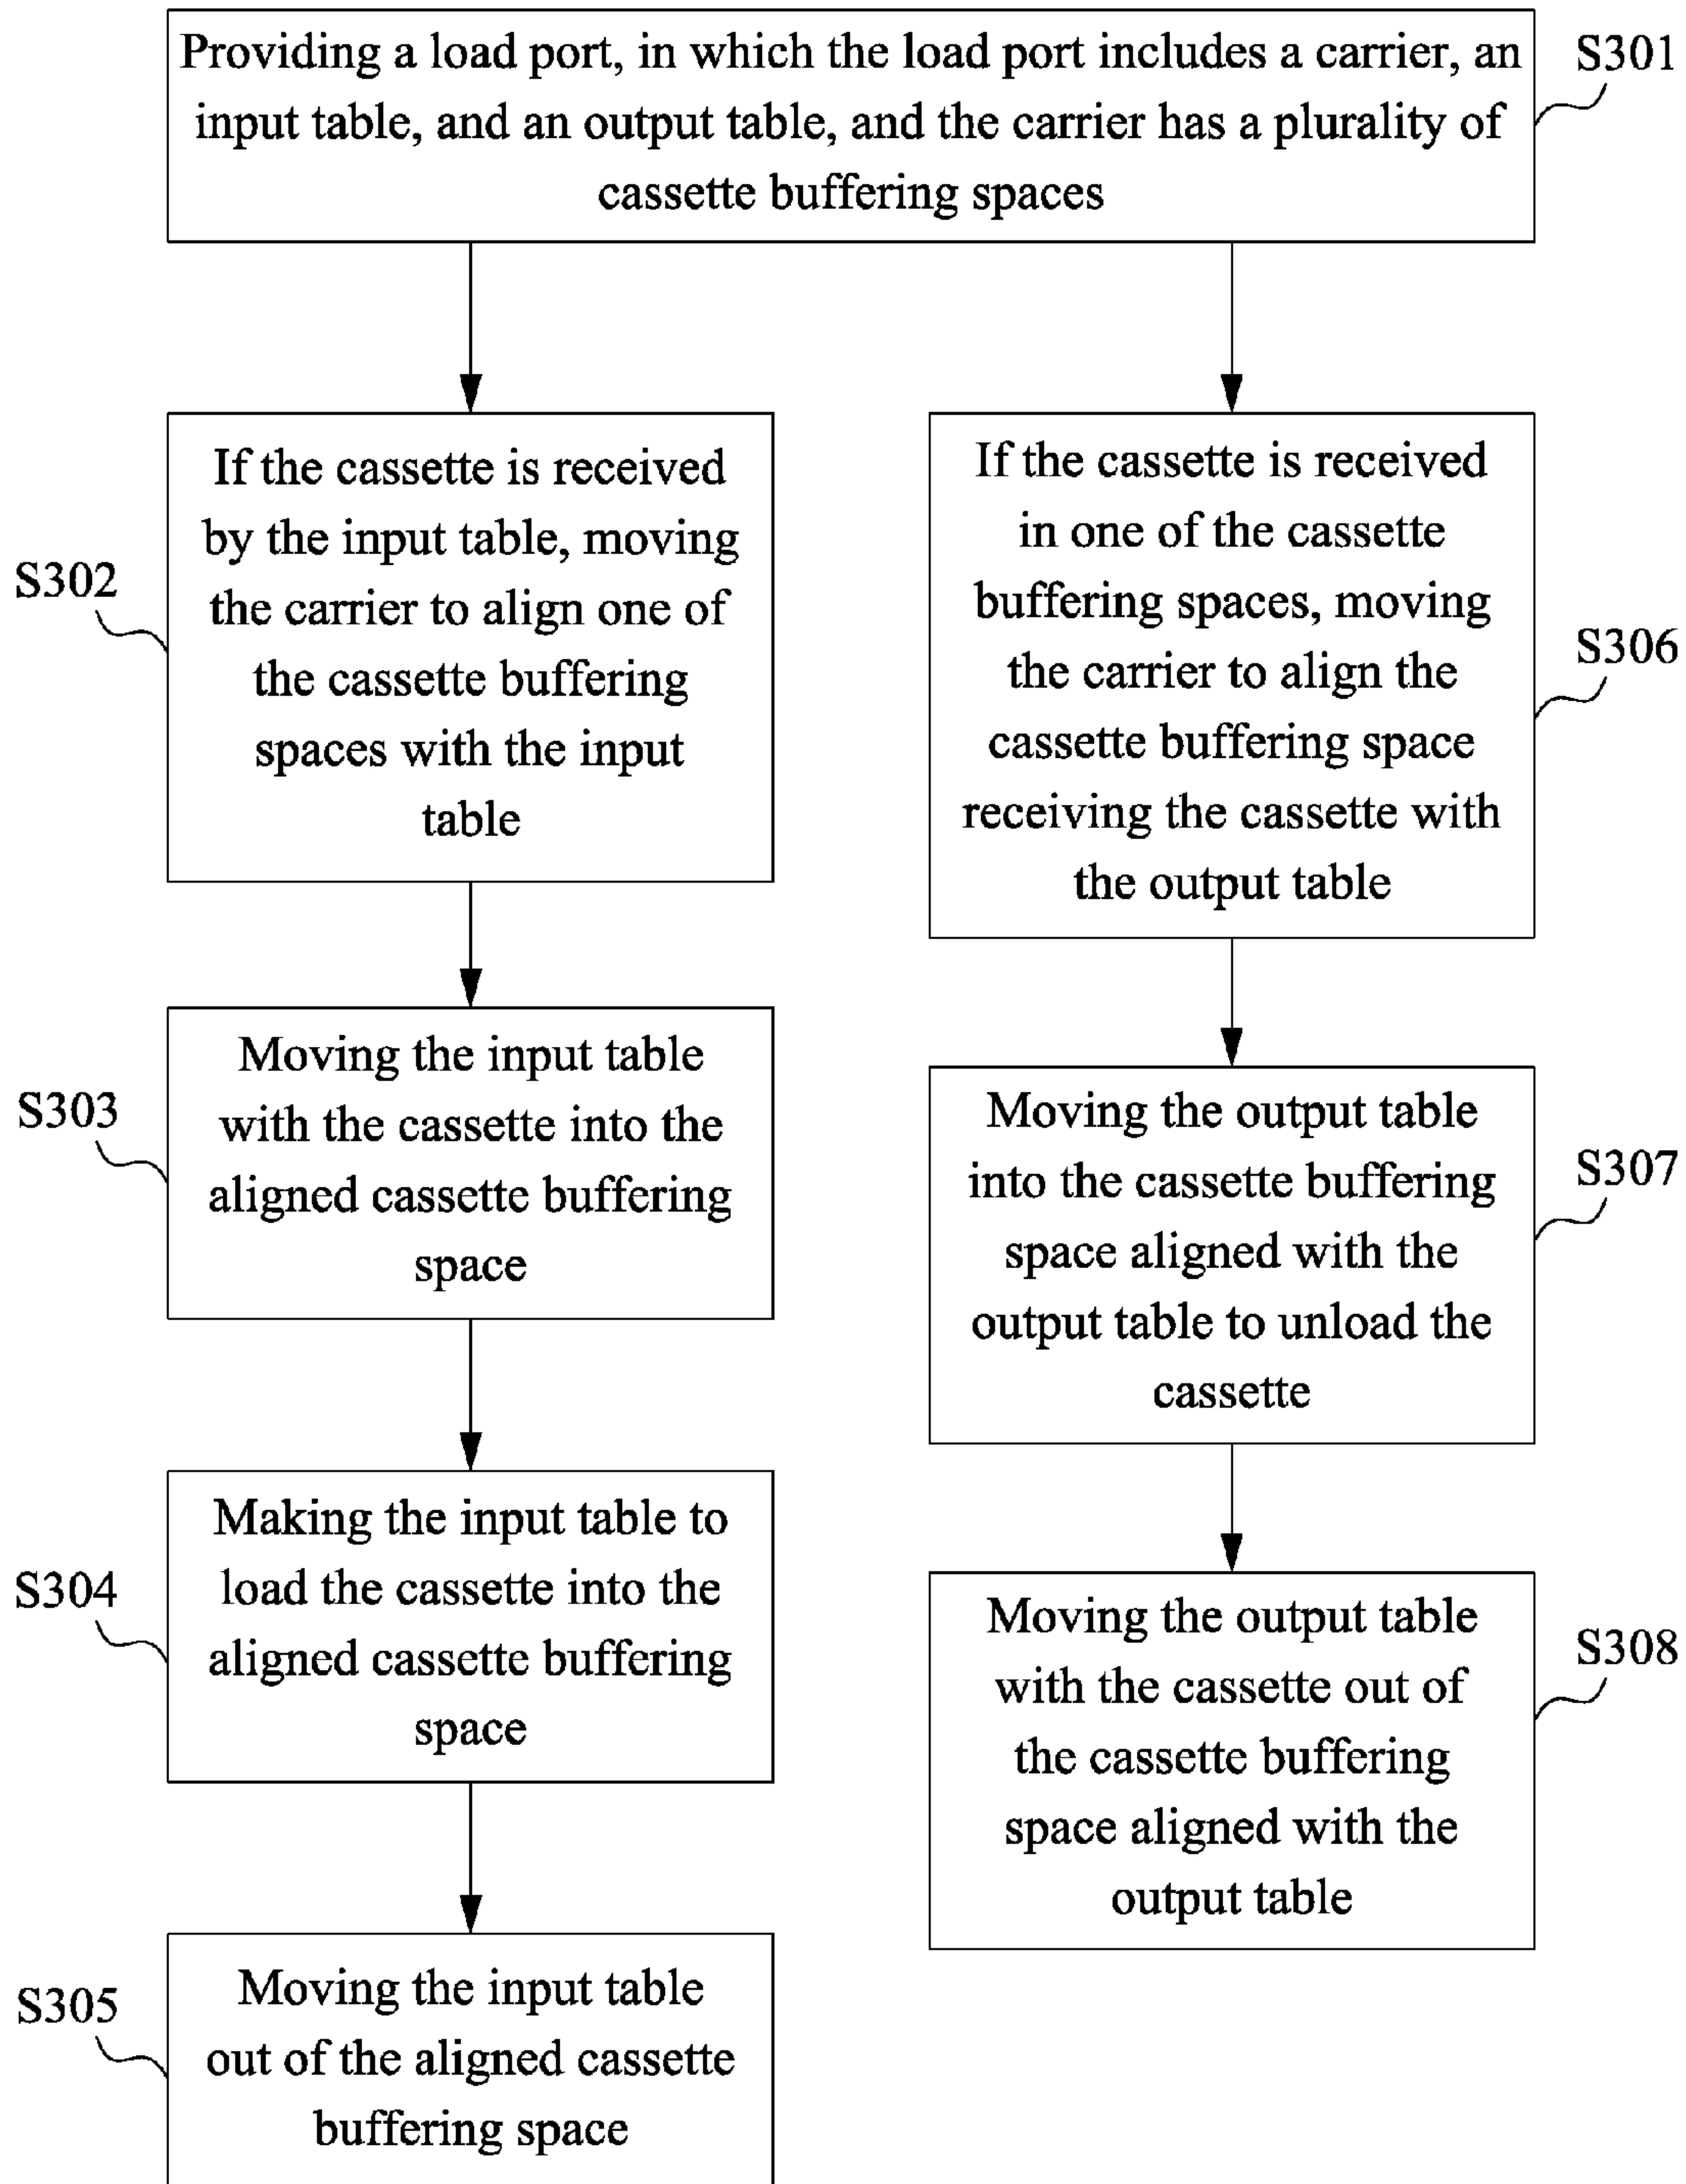 Providing a load port, in which the load port includes a carrier, an
input table, and an output table, and the carrier has a plurality of
cassette buffering spaces
S301
If the cassette is received
by the input table, moving
the carrier to align one of
the cassette buffering
spaces with the input
table
S302
Moving the input table
with the cassette into the
aligned cassette buffering
space
S303
Making the input table to
load the cassette into the
aligned cassette buffering
space
S304
Moving the input table
out of the aligned cassette
buffering space
S305
If the cassette is received
in one of the cassette
buffering spaces, moving
the carrier to align the
cassette buffering space
receiving the cassette with
the output table
S306
Moving the output table
into the cassette buffering
space aligned with the
output table to unload the
cassette
S307
Moving the output table
with the cassette out of
the cassette buffering
space aligned with the
output table
S308